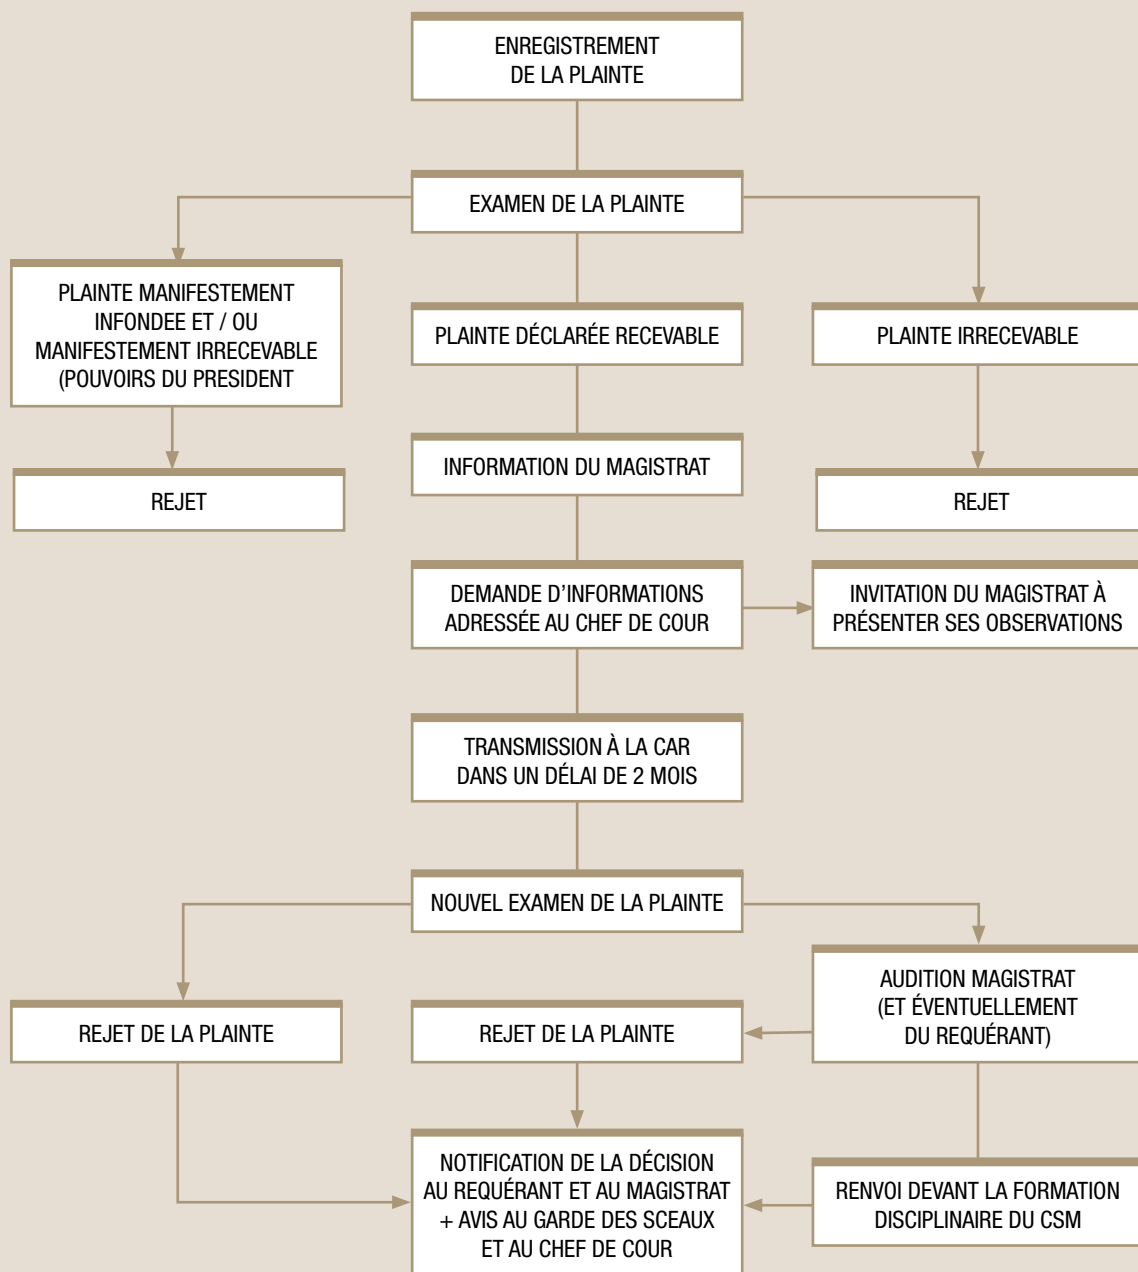 ENREGISTREMENT
DE LA PLAINTE
EXAMEN DE LA PLAINTE
PLAINTE MANIFESTEMENT
INFONDEE ET / OU
MANIFESTEMENT IRRECEVABLE
(POUVOIRS DU PRESIDENT
PLAINTE DÉCLARÉE RECEVABLE
PLAINTE IRRECEVABLE
INFORMATION DU MAGISTRAT
REJET
REJET
DEMANDE D'INFORMATIONS
ADRESSÉE AU CHEF DE COUR
INVITATION DU MAGISTRAT À
PRÉSENTER SES OBSERVATIONS
TRANSMISSION À LA CAR
DANS UN DÉLAI DE 2 MOIS
NOUVEL EXAMEN DE LA PLAINTE
AUDITION MAGISTRAT
(ET ÉVENTUELLEMENT
DU REQUÉRANT)
REJET DE LA PLAINTE
REJET DE LA PLAINTE
NOTIFICATION DE LA DÉCISION
AU REQUÉRANT ET AU MAGISTRAT
+ AVIS AU GARDE DES SCEAUX
ET AU CHEF DE COUR
RENVOI DEVANT LA FORMATION
DISCIPLINAIRE DU CSM